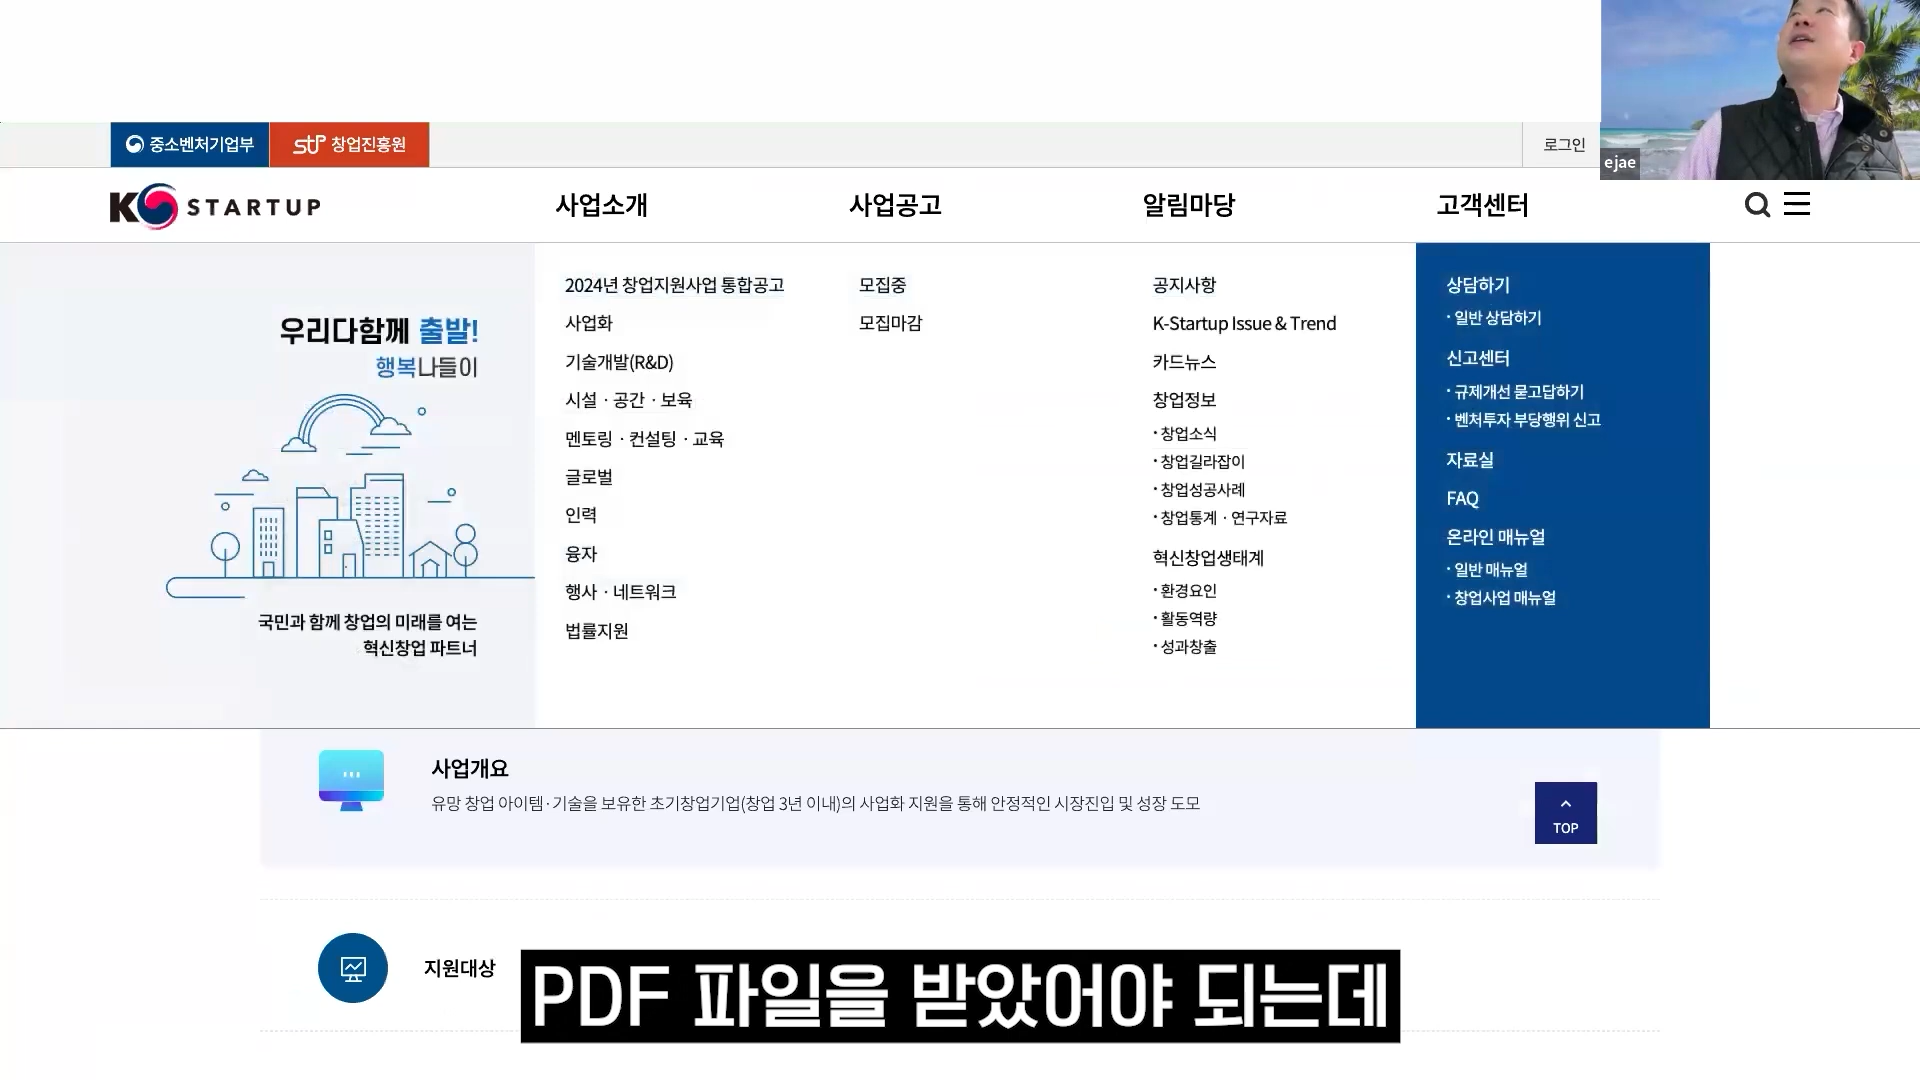 중소벤처기업부
stp 창업진흥원
로그인
ejae
K STARTUP
사업소개
사업공고
알림마당
고객센터
우리다함께 출발!
행복나들이
국민과 함께 창업의 미래를 여는
혁신창업 파트너
2024년 창업지원사업 통합공고
사업화
기술개발(R&D)
시설 · 공간 · 보육
멘토링 · 컨설팅 · 교육
글로벌
인력
융자
행사 · 네트워크
법률지원
모집중
모집마감
공지사항
K-Startup Issue & Trend
카드뉴스
창업정보
· 창업소식
· 창업길라잡이
· 창업성공사례
· 창업통계 · 연구자료
혁신창업생태계
· 환경요인
· 활동역량
· 성과창출
상담하기
· 일반 상담하기
신고센터
· 규제개선 묻고답하기
· 벤처투자 부당행위 신고
자료실
FAQ
온라인 매뉴얼
· 일반 매뉴얼
· 창업사업 매뉴얼
사업개요
유망 창업 아이템·기술을 보유한 초기창업기업(창업 3년 이내)의 사업화 지원을 통해 안정적인 시장진입 및 성장 도모
TOP
지원대상
PDF 파일을 받았어야 되는데